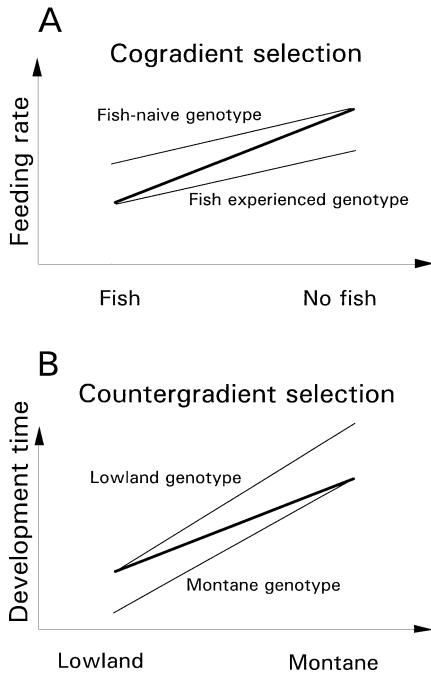 A
Cogradient selection
Feeding rate
Fish-naive genotype
Fish experienced genotype
Fish
No fish
B
Countergradient selection
Development time
Lowland genotype
Montane genotype
Lowland
Montane